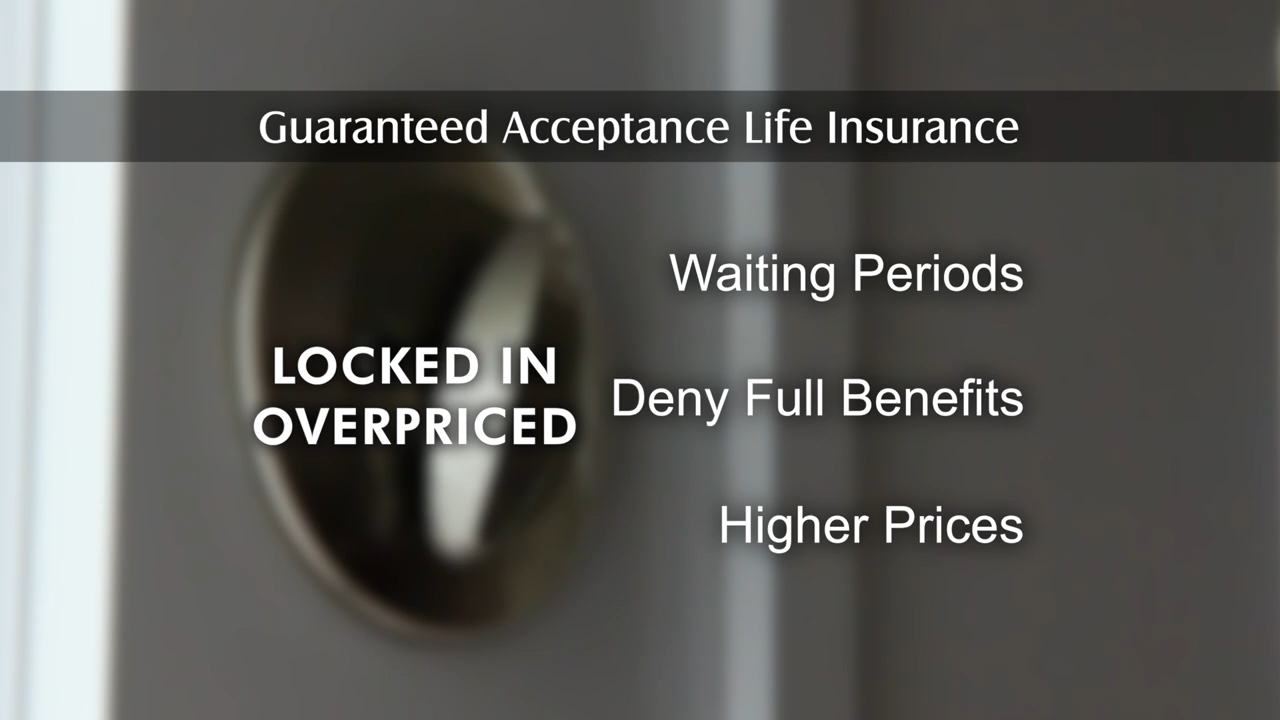 Guaranteed Acceptance Life Insurance
LOCKED IN
OVERPRICED
Waiting Periods
Deny Full Benefits
Higher Prices